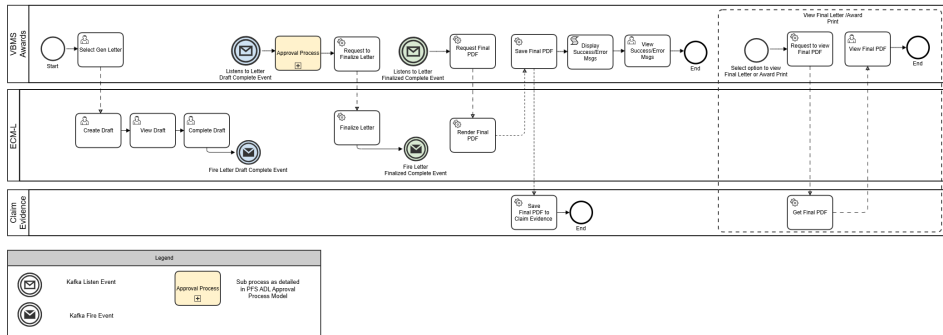 VBMS
Awards
Start
Select Gen Letter
Listens to Letter
Draft Complete Event
Approval Process
Request to
Finalize Letter
Listens to Letter
Finalized Complete Event
Request Final
PDF
Save Final PDF
Display
Success/Error
Msgs
View
Success/Error
Msgs
End
View Final Letter /Award
Print
Select option to view
Final Letter or Award Print
Request to view
Final PDF
View Final PDF
End
ECM-L
Create Draft
View Draft
Complete Draft
Fire Letter Draft Complete Event
Finalize Letter
Fire Letter
Finalized Complete Event
Render Final
PDF
Claim
Evidence
Save
Final PDF to
Claim Evidence
End
Get Final PDF
Legend
Kafka Listen Event
Approval Process
Sub process as detailed
in PFS ADL Approval
Process Model
Kafka Fire Event